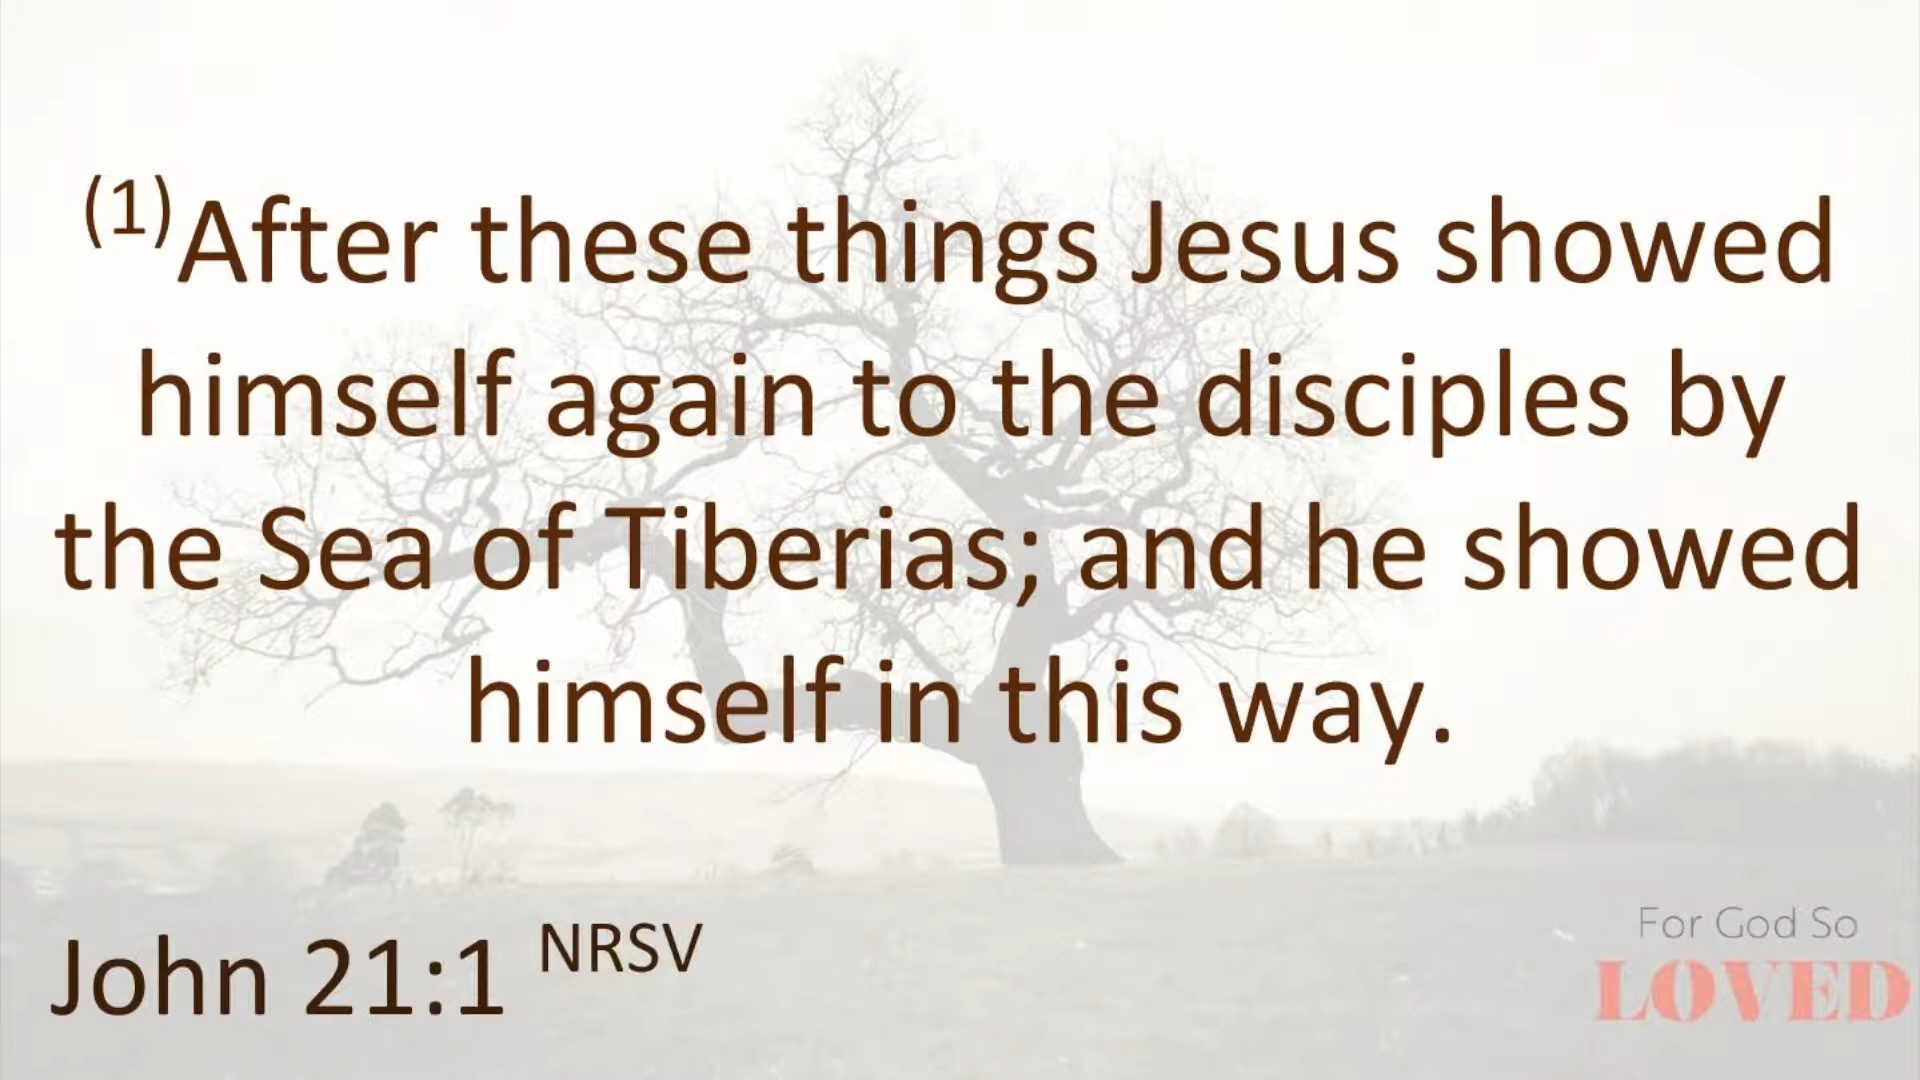 (1)After these things Jesus showed
himself again to the disciples by
the Sea of Tiberias; and he showed
himself in this way.
John 21:1 NRSV
For God So
LOVED